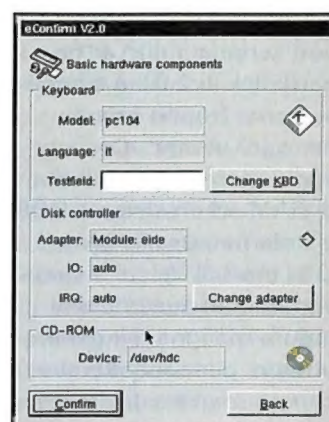 eConfirm V2.0
Basic hardware components
Keyboard
Model: pc104
Language: it
Testfield:
Change KBD
Disk controller
Adapter: Module: eide
IO: auto
IRQ: auto
Change adapter
CD-ROM
Device: /dev/hdc
Confirm
Back